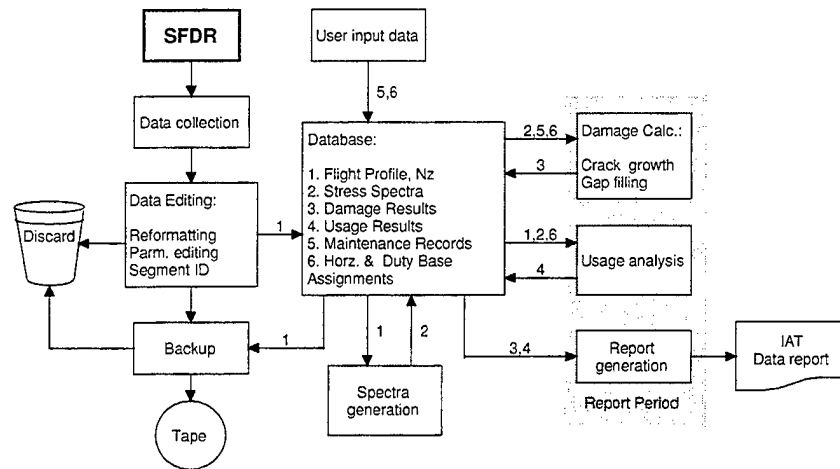 SFDR
User input data
5,6
Data collection
Database:
1. Flight Profile, Nz
2. Stress Spectra
3. Damage Results
4. Usage Results
5. Maintenance Records
6. Horz. & Duty Base
Assignments
2,5,6
3
Damage Calc.:
Crack growth
Gap filling
Data Editing:
Reformatting
Parm. editing
Segment ID
1
Discard
1,2,6
4
Usage analysis
Backup
1
1
2
3,4
Report
generation
IAT
Data report
Spectra
generation
Report Period
Tape